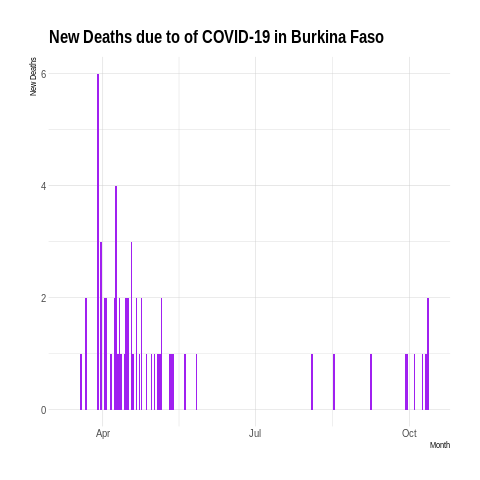 New Deaths due to of COVID-19 in Burkina Faso
New Deaths
6
4
2
0
Apr
Jul
Oct
Month